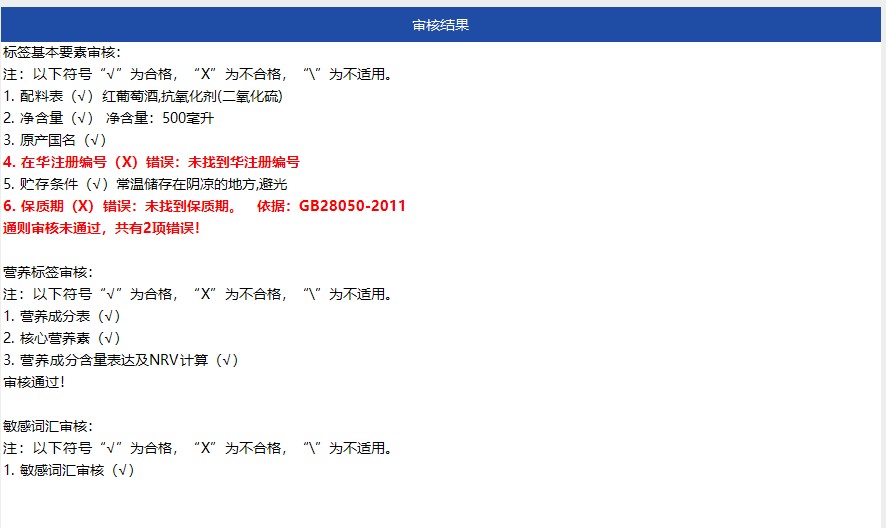 审核结果
标签基本要素审核：
注：以下符号“√”为合格，“X”为不合格，“\”为不适用。
1. 配料表（√）红葡萄酒,抗氧化剂(二氧化硫)
2. 净含量（√） 净含量：500毫升
3. 原产国名（√）
4. 在华注册编号（X）错误：未找到华注册编号
5. 贮存条件（√）常温储存在阴凉的地方,避光
6. 保质期（X）错误：未找到保质期。 依据：GB28050-2011
通则审核未通过，共有2项错误！
营养标签审核：
注：以下符号“√”为合格，“X”为不合格，“\”为不适用。
1. 营养成分表（√）
2. 核心营养素（√）
3. 营养成分含量表达及NRV计算（√）
审核通过！
敏感词汇审核：
注：以下符号“√”为合格，“X”为不合格，“\”为不适用。
1. 敏感词汇审核（√）